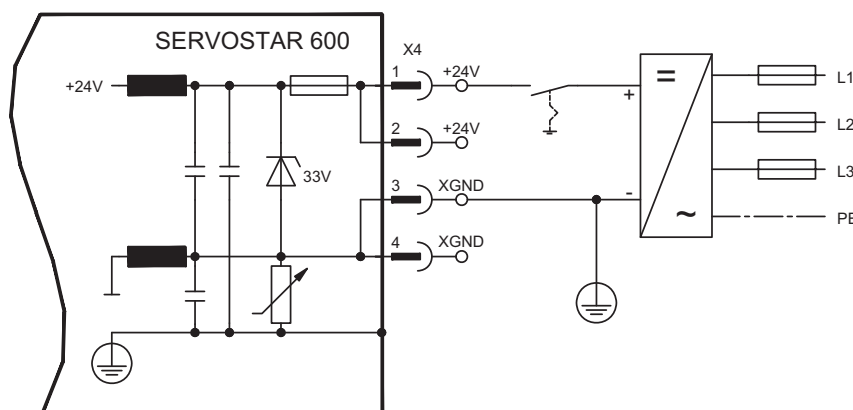 SERVOSTAR 600
X4
+24V
1
+24V
2
+24V
33V
3
XGND
4
XGND
+
-
=
~
L1
L2
L3
PE